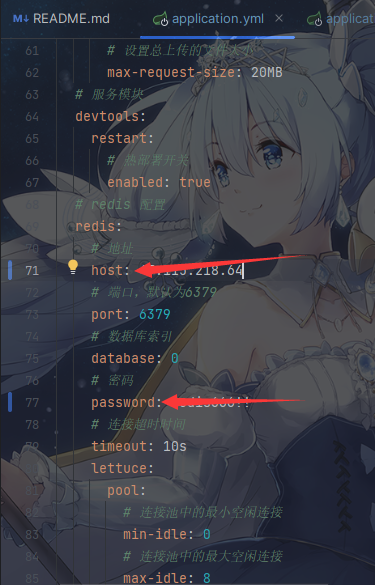 README.md application.yml applicati
61 # 设置总上传的文件大小
62 max-request-size: 20MB
63 # 服务模块
64 devtools:
65 restart:
66 # 热部署开关
67 enabled: true
68 # redis 配置
69 redis:
70 # 地址
71 host: .218.64
72 # 端口，默认为6379
73 port: 6379
74 # 数据库索引
75 database: 0
76 # 密码
77 password:
78 # 连接超时时间
79 timeout: 10s
80 lettuce:
81 pool:
82 # 连接池中的最小空闲连接
83 min-idle: 0
84 # 连接池中的最大空闲连接
85 max-idle: 8